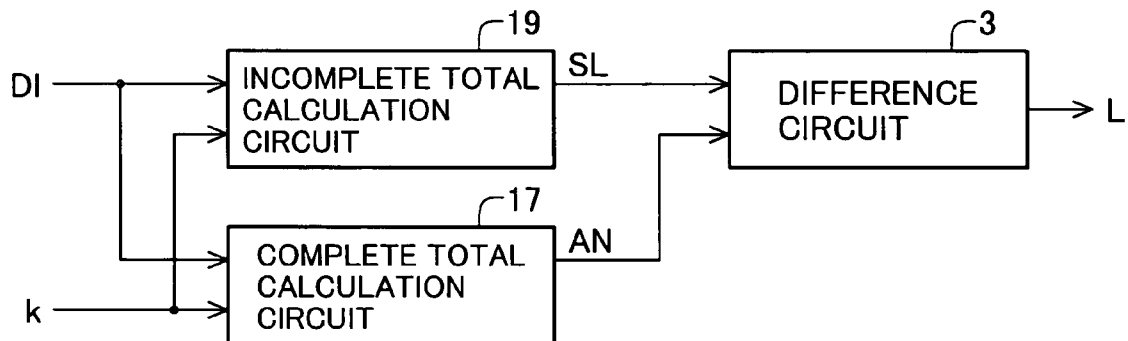 19
3
DI
INCOMPLETE TOTAL
CALCULATION
CIRCUIT
SL
DIFFERENCE
CIRCUIT
L
17
AN
COMPLETE TOTAL
CALCULATION
CIRCUIT
k